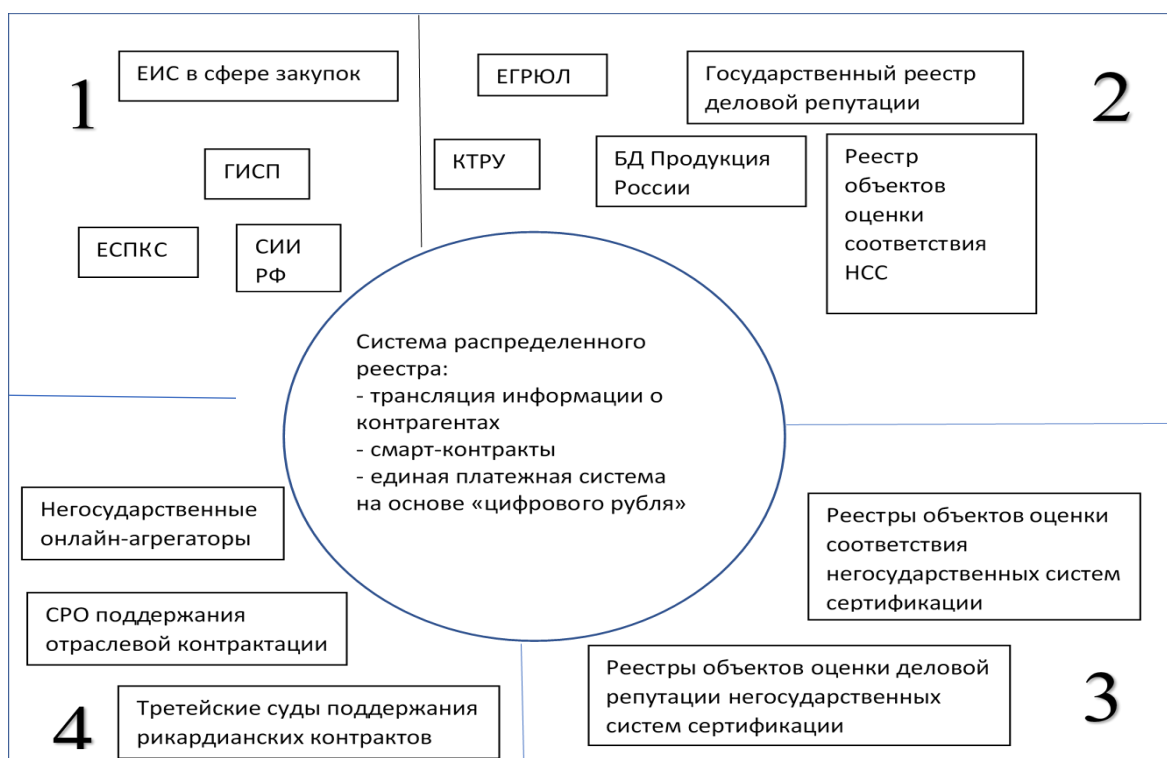 1
ЕИС в сфере закупок
ГИСП
ЕСПКС
СИИ
РФ
ЕГРЮЛ
Государственный реестр
деловой репутации
2
КТРУ
БД Продукция
России
Реестр
объектов
оценки
соответствия
НСС
Система распределенного
реестра:
- трансляция информации о
контрагентах
- смарт-контракты
- единая платежная система
на основе «цифрового рубля»
Негосударственные
онлайн-агрегаторы
СРО поддержания
отраслевой контрактации
4
Третейские суды поддержания
рикардианских контрактов
Реестры объектов оценки
соответствия
негосударственных систем
сертификации
Реестры объектов оценки деловой
репутации негосударственных
систем сертификации
3